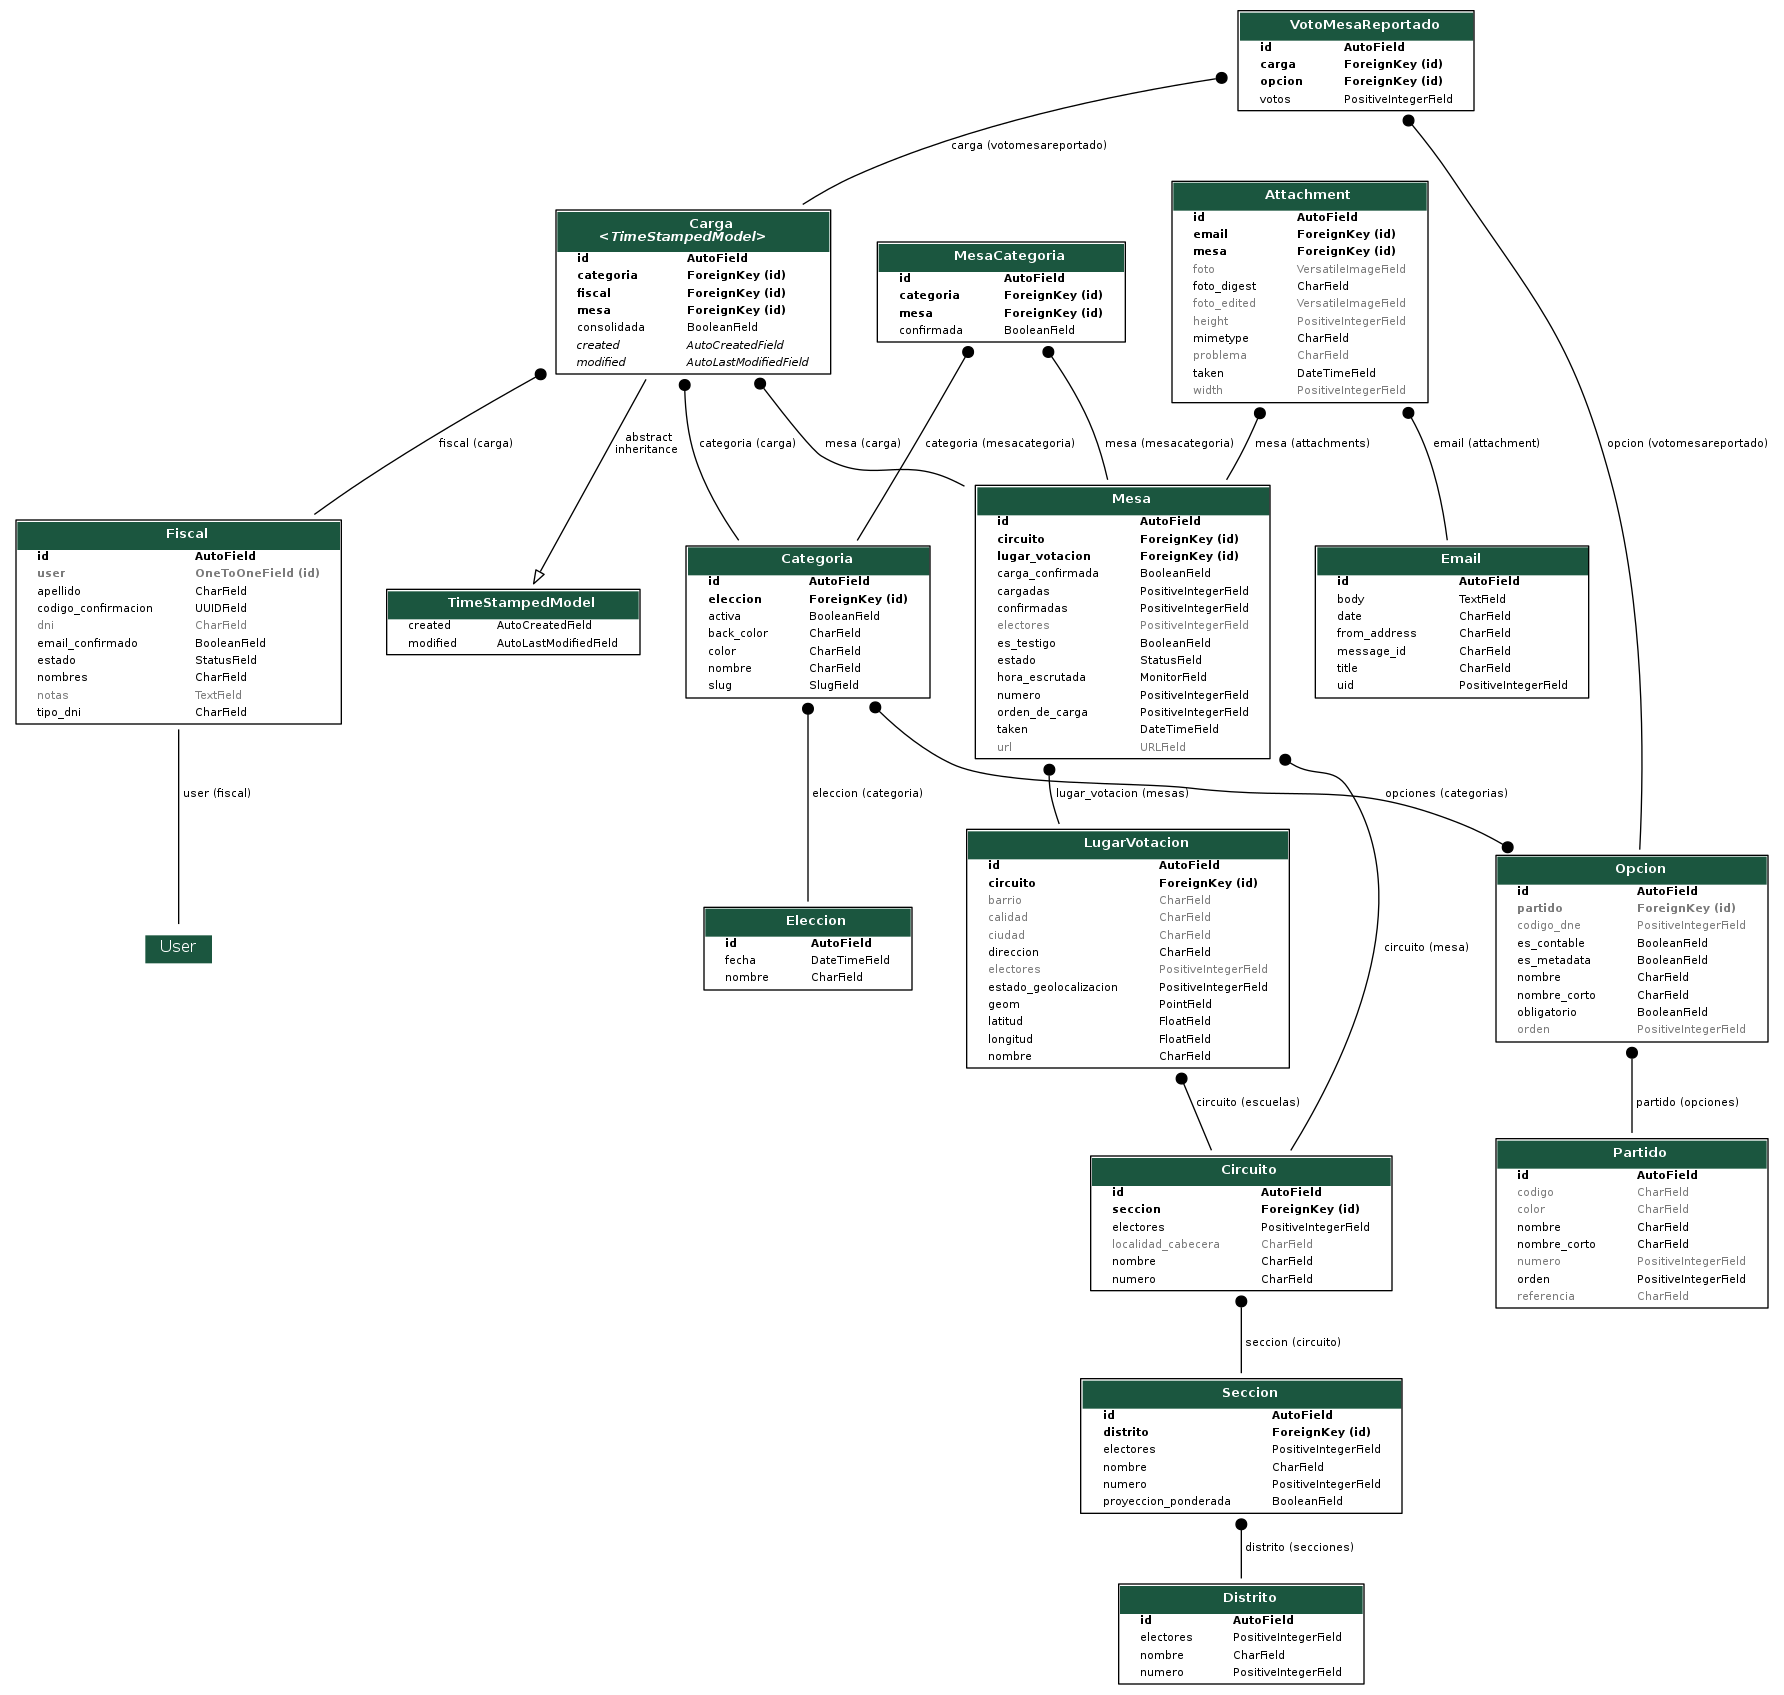 VotoMesaReportado
id AutoField
carga ForeignKey (id)
opcion ForeignKey (id)
votos PositiveIntegerField
carga (votomesareportado)
Carga
<TimeStampedModel>
id AutoField
categoria ForeignKey (id)
fiscal ForeignKey (id)
mesa ForeignKey (id)
consolidada BooleanField
created AutoCreatedField
modified AutoLastModifiedField
MesaCategoria
id AutoField
categoria ForeignKey (id)
mesa ForeignKey (id)
confirmada BooleanField
Attachment
id AutoField
email ForeignKey (id)
mesa ForeignKey (id)
foto VersatileImageField
foto_digest CharField
foto_edited VersatileImageField
height PositiveIntegerField
mimetype CharField
problema CharField
taken DateTimeField
width PositiveIntegerField
fiscal (carga)
abstract
inheritance
categoria (carga)
mesa (carga)
categoria (mesacategoria)
mesa (mesacategoria)
mesa (attachments)
email (attachment)
opcion (votomesareportado)
Fiscal
id AutoField
user OneToOneField (id)
apellido CharField
codigo_confirmacion UUIDField
dni CharField
email_confirmado BooleanField
estado StatusField
nombres CharField
notas TextField
tipo_dni CharField
TimeStampedModel
created AutoCreatedField
modified AutoLastModifiedField
Categoria
id AutoField
eleccion ForeignKey (id)
activa BooleanField
back_color CharField
color CharField
nombre CharField
slug SlugField
Mesa
id AutoField
circuito ForeignKey (id)
lugar_votacion ForeignKey (id)
carga_confirmada BooleanField
cargadas PositiveIntegerField
confirmadas PositiveIntegerField
electores PositiveIntegerField
es_testigo BooleanField
estado StatusField
hora_escrutada MonitorField
numero PositiveIntegerField
orden_de_carga PositiveIntegerField
taken DateTimeField
url URLField
Email
id AutoField
body TextField
date CharField
from_address CharField
message_id CharField
title CharField
uid PositiveIntegerField
user (fiscal)
eleccion (categoria)
lugar_votacion (mesas)
opciones (categorias)
User
Eleccion
id AutoField
fecha DateTimeField
nombre CharField
LugarVotacion
id AutoField
circuito ForeignKey (id)
barrio CharField
calidad CharField
ciudad CharField
direccion CharField
electores PositiveIntegerField
estado_geolocalizacion PositiveIntegerField
geom PointField
latitud FloatField
longitud FloatField
nombre CharField
circuito (mesa)
Opcion
id AutoField
partido ForeignKey (id)
codigo_dne PositiveIntegerField
es_contable BooleanField
es_metadata BooleanField
nombre CharField
nombre_corto CharField
obligatorio BooleanField
orden PositiveIntegerField
circuito (escuelas)
partido (opciones)
Circuito
id AutoField
seccion ForeignKey (id)
electores PositiveIntegerField
localidad_cabecera CharField
nombre CharField
numero CharField
Partido
id AutoField
codigo CharField
color CharField
nombre CharField
nombre_corto CharField
numero PositiveIntegerField
orden PositiveIntegerField
referencia CharField
seccion (circuito)
Seccion
id AutoField
distrito ForeignKey (id)
electores PositiveIntegerField
nombre CharField
numero PositiveIntegerField
proyeccion_ponderada BooleanField
distrito (secciones)
Distrito
id AutoField
electores PositiveIntegerField
nombre CharField
numero PositiveIntegerField